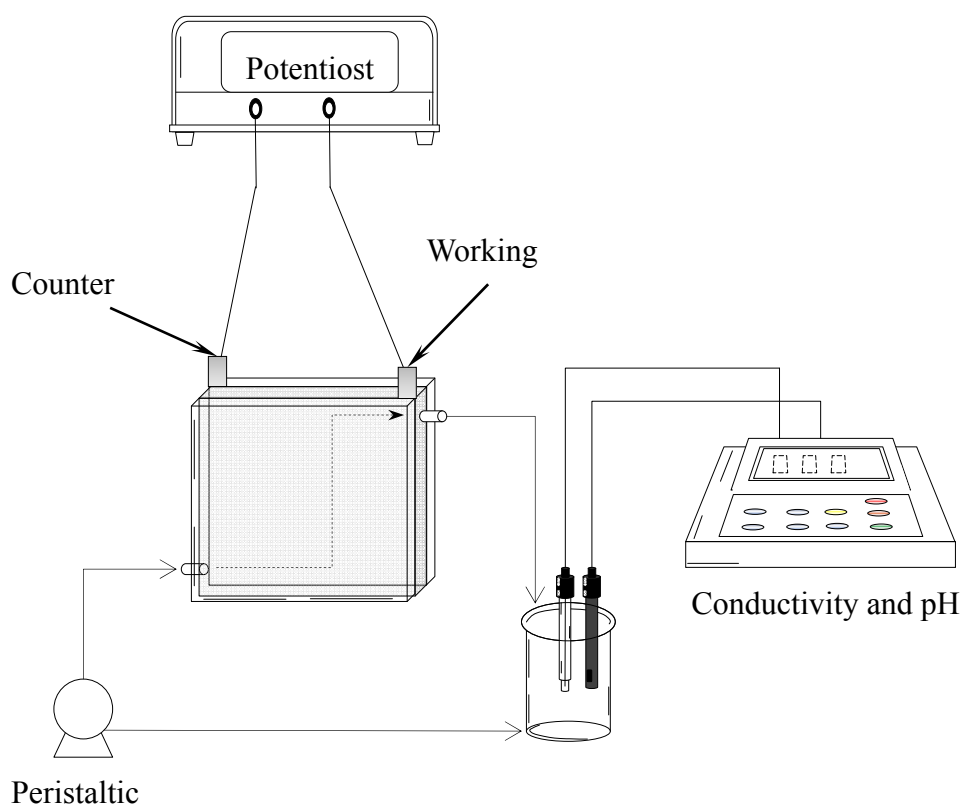 Potentiost
Working
Counter
Conductivity and pH
Peristaltic